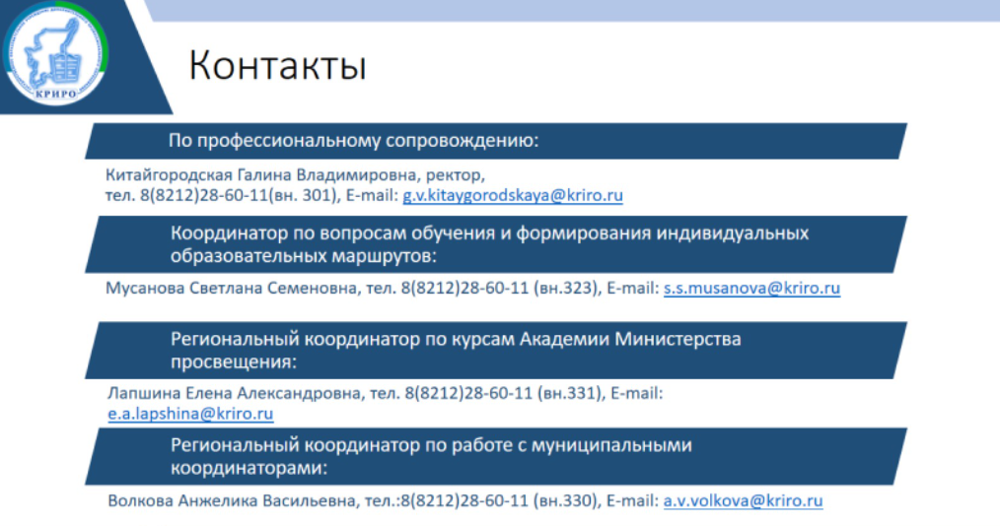 КРИРО
Контакты
По профессиональному сопровождению:
Китайгородская Галина Владимировна, ректор,
тел. 8(8212)28-60-11(вн. 301), E-mail: g.v.kitaygorodskaya@kriro.ru
Координатор по вопросам обучения и формирования индивидуальных
образовательных маршрутов:
Мусанова Светлана Семеновна, тел. 8(8212)28-60-11 (вн.323), E-mail: s.s.musanova@kriro.ru
Региональный координатор по курсам Академии Министерства
просвещения:
Лапшина Елена Александровна, тел. 8(8212)28-60-11 (вн.331), E-mail:
e.a.lapshina@kriro.ru
Региональный координатор по работе с муниципальными
координаторами:
Волкова Анжелика Васильевна, тел.:8(8212)28-60-11 (вн.330), E-mail: a.v.volkova@kriro.ru